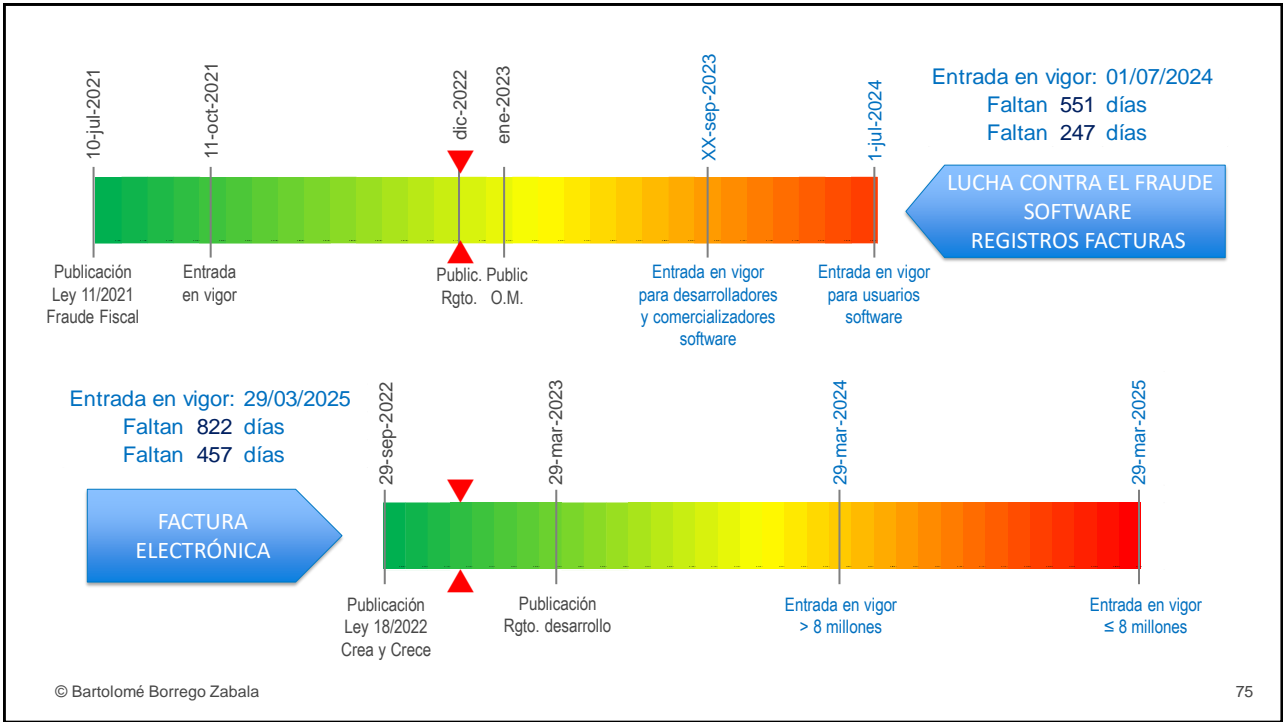 10-jul-2021
11-oct-2021
dic-2022
ene-2023
XX-sep-2023
1-jul-2024
Entrada en vigor: 01/07/2024
Faltan 551 días
Faltan 247 días
LUCHA CONTRA EL FRAUDE
SOFTWARE
REGISTROS FACTURAS
Publicación
Ley 11/2021
Fraude Fiscal
Entrada
en vigor
Public.
Rgto.
Public
O.M.
Entrada en vigor
para desarrolladores
y comercializadores
software
Entrada en vigor
para usuarios
software
Entrada en vigor: 29/03/2025
Faltan 822 días
Faltan 457 días
FACTURA
ELECTRÓNICA
29-sep-2022
29-mar-2023
29-mar-2024
29-mar-2025
Publicación
Ley 18/2022
Crea y Crece
Publicación
Rgto. desarrollo
Entrada en vigor
> 8 millones
Entrada en vigor
≤ 8 millones
© Bartolomé Borrego Zabala
75